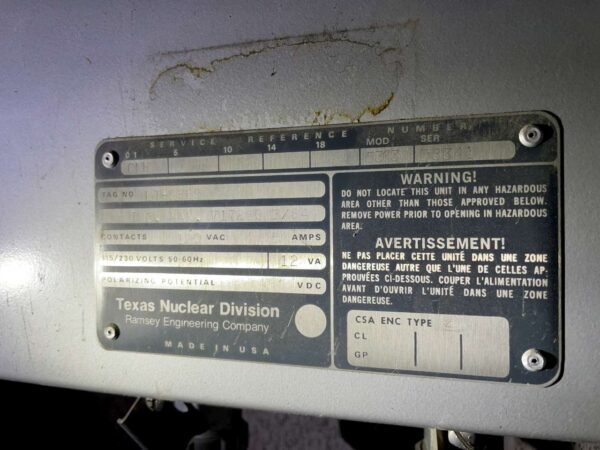 SERVICE REFERENCE NUMBER
01 5 10 14 18 MOD SER
TAG NO
CONTACTS VAC AMPS
115/230 VOLTS 50-60Hz 12 VA
POLARIZING POTENTIAL VDC
Texas Nuclear Division
Ramsey Engineering Company
MADE IN USA
WARNING!
DO NOT LOCATE THIS UNIT IN ANY HAZARDOUS
AREA OTHER THAN THOSE APPROVED BELOW.
REMOVE POWER PRIOR TO OPENING IN HAZARDOUS
AREA.
AVERTISSEMENT!
NE PAS PLACER CETTE UNITÉ DANS UNE ZONE
DANGEREUSE AUTRE QUE L'UNE DE CELLES AP-
PROUVÉES CI-DESSOUS. COUPER L'ALIMENTATION
AVANT D'OUVRIR L'UNITÉ DANS UNE ZONE
DANGEREUSE.
CSA ENC TYPE
CL
GP